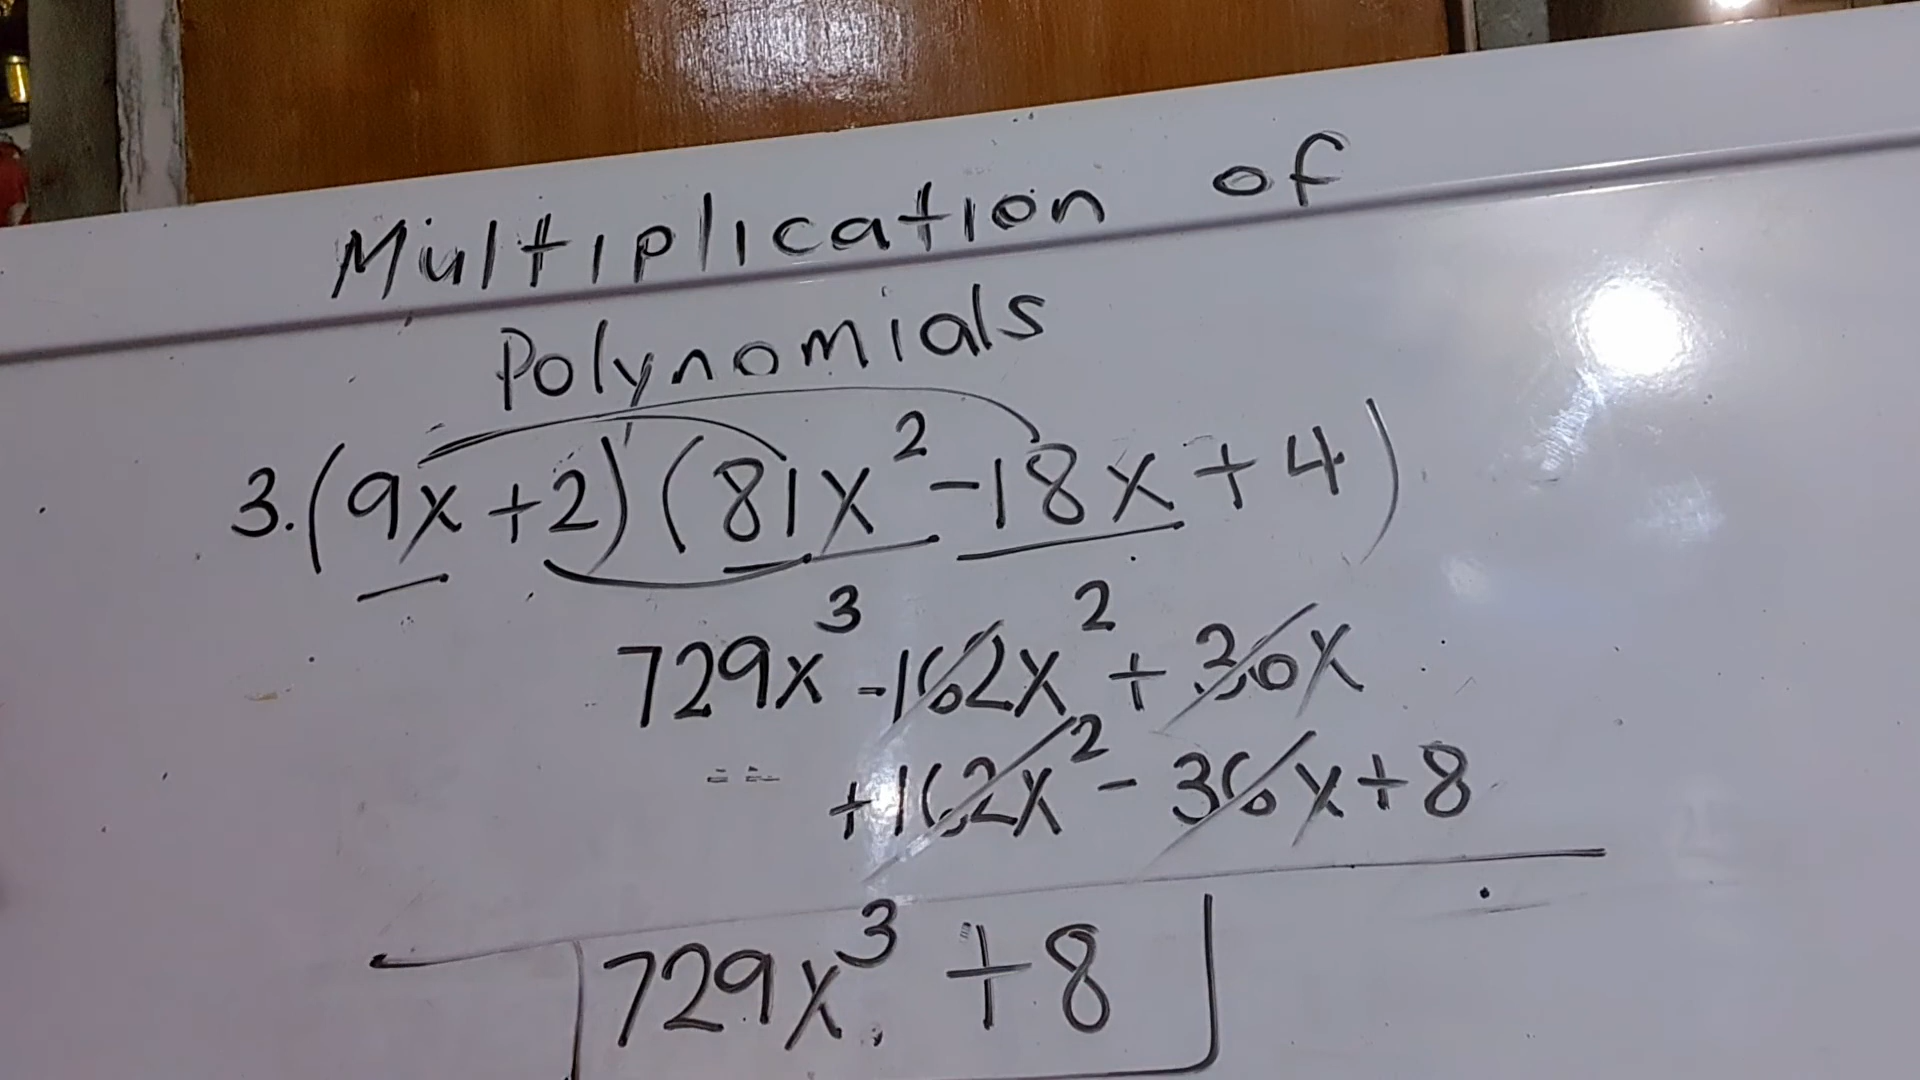 Multiplication of
Polynomials
3. (9x + 2) (81x² - 18x + 4)
729x³ - 162x² + 36x
+ 162x² - 36x + 8
729x³ + 8